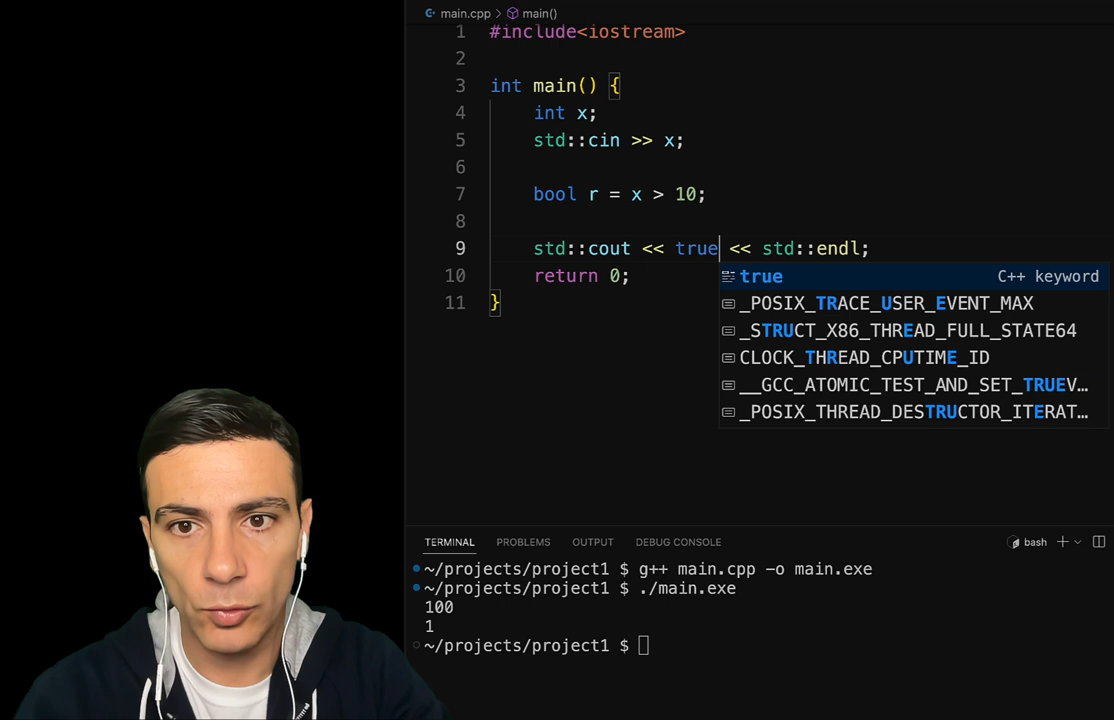 main.cpp > main()
1 #include<iostream>
2
3 int main() {
4 int x;
5 std::cin >> x;
6
7 bool r = x > 10;
8
9 std::cout << true << std::endl;
10 return 0;
11 }
true C++ keyword
_POSIX_TRACE_USER_EVENT_MAX
_STRUCT_X86_THREAD_FULL_STATE64
CLOCK_THREAD_CPUTIME_ID
__GCC_ATOMIC_TEST_AND_SET_TRUEV...
_POSIX_THREAD_DESTRUCTOR_ITERAT...
TERMINAL PROBLEMS OUTPUT DEBUG CONSOLE bash
~/projects/project1 $ g++ main.cpp -o main.exe
~/projects/project1 $ ./main.exe
100
1
~/projects/project1 $